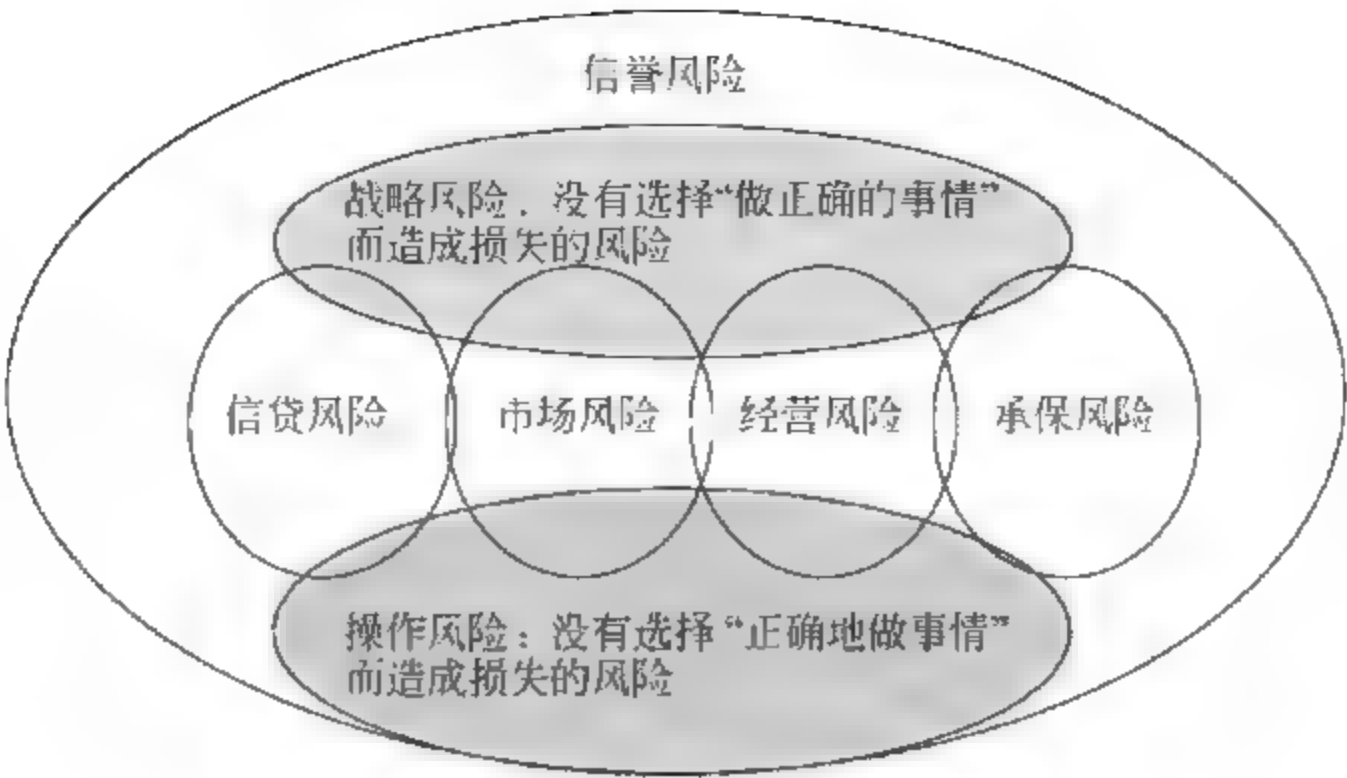 信誉风险
战略风险：没有选择“做正确的事情”
而造成损失的风险
信贷风险 市场风险 经营风险 承保风险
操作风险：没有选择“正确地做事情”
而造成损失的风险